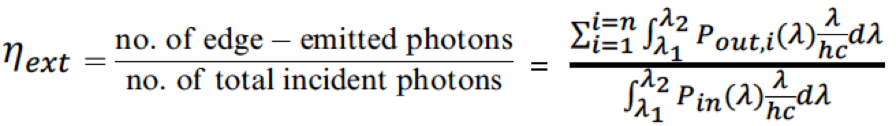 η_ext = no. of edge – emitted photons / no. of total incident photons = ∑_{i=1}^{i=n} ∫_{λ1}^{λ2} P_{out,i}(λ) λ/hc dλ / ∫_{λ1}^{λ2} P_{in}(λ) λ/hc dλ